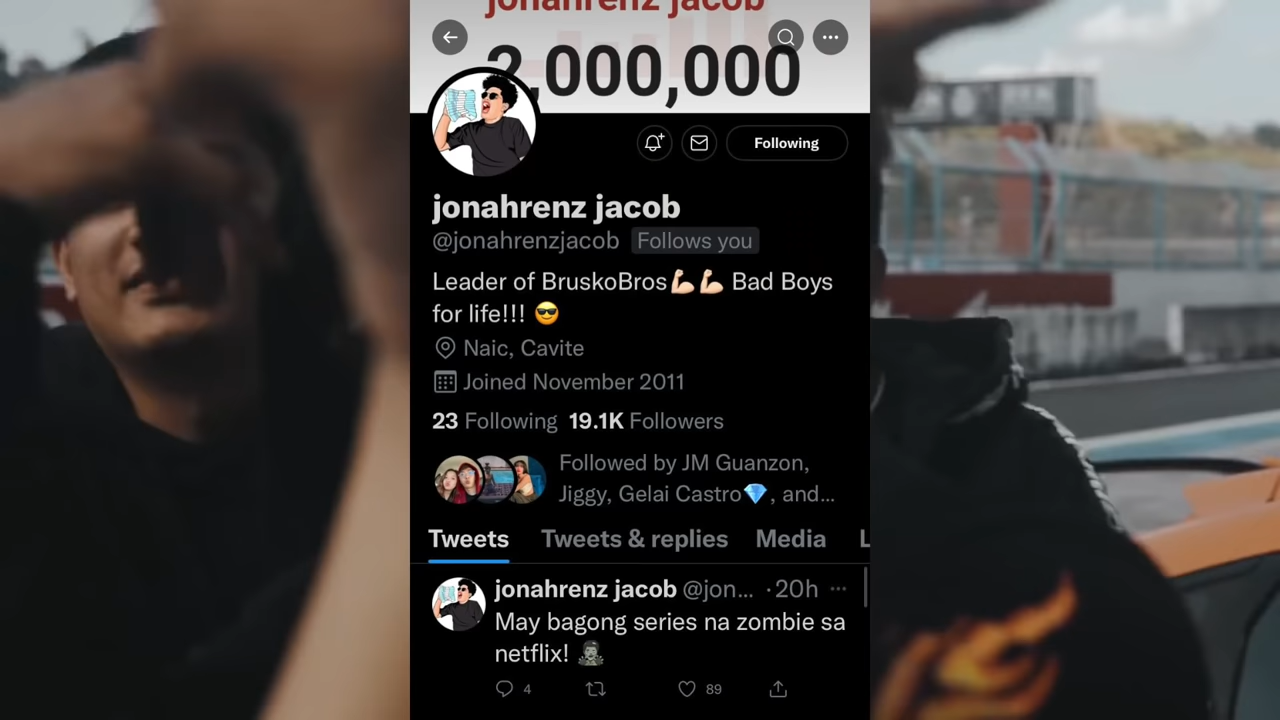 jonahrenz jacob
2,000,000
Following
jonahrenz jacob
@jonahrenzjacob Follows you
Leader of BruskoBros💪🏻💪🏻 Bad Boys
for life!!! 😎
Naic, Cavite
Joined November 2011
23 Following 19.1K Followers
Followed by JM Guanzon,
Jiggy, Gelai Castro💎, and...
Tweets Tweets & replies Media L
jonahrenz jacob @jon... · 20h
May bagong series na zombie sa
netflix! 🧟
4 89